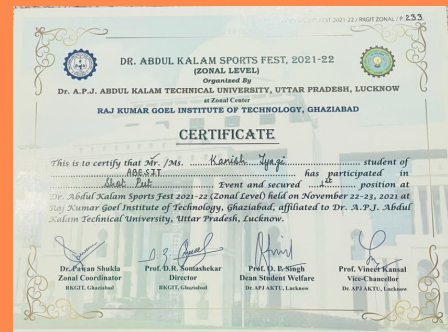 DR. ABDUL KALAM SPORTS FEST 2021-22 / RKGIT ZONAL / P 233
DR. ABDUL KALAM SPORTS FEST, 2021-22
(ZONAL LEVEL)
Organized By
Dr. A.P.J. ABDUL KALAM TECHNICAL UNIVERSITY, UTTAR PRADESH, LUCKNOW
at Zonal Center
RAJ KUMAR GOEL INSTITUTE OF TECHNOLOGY, GHAZIABAD
CERTIFICATE
This is to certify that Mr. /Ms. Kanish Tyagi student of
ABESIT has participated in
Shot Put Event and secured 1st position at
Dr. Abdul Kalam Sports Fest 2021-22 (Zonal Level) held on November 22-23, 2021 at
Raj Kumar Goel Institute of Technology, Ghaziabad, affiliated to Dr. A.P.J. Abdul
Kalam Technical University, Uttar Pradesh, Lucknow.
Dr. Pawan Shukla Prof. D.R. Somashekar Prof. O. P. Singh Prof. Vineet Kansal
Zonal Coordinator Director Dean Student Welfare Vice-Chancellor
RKGIT, Ghaziabad RKGIT, Ghaziabad Dr. APJ AKTU, Lucknow Dr. APJ AKTU, Lucknow